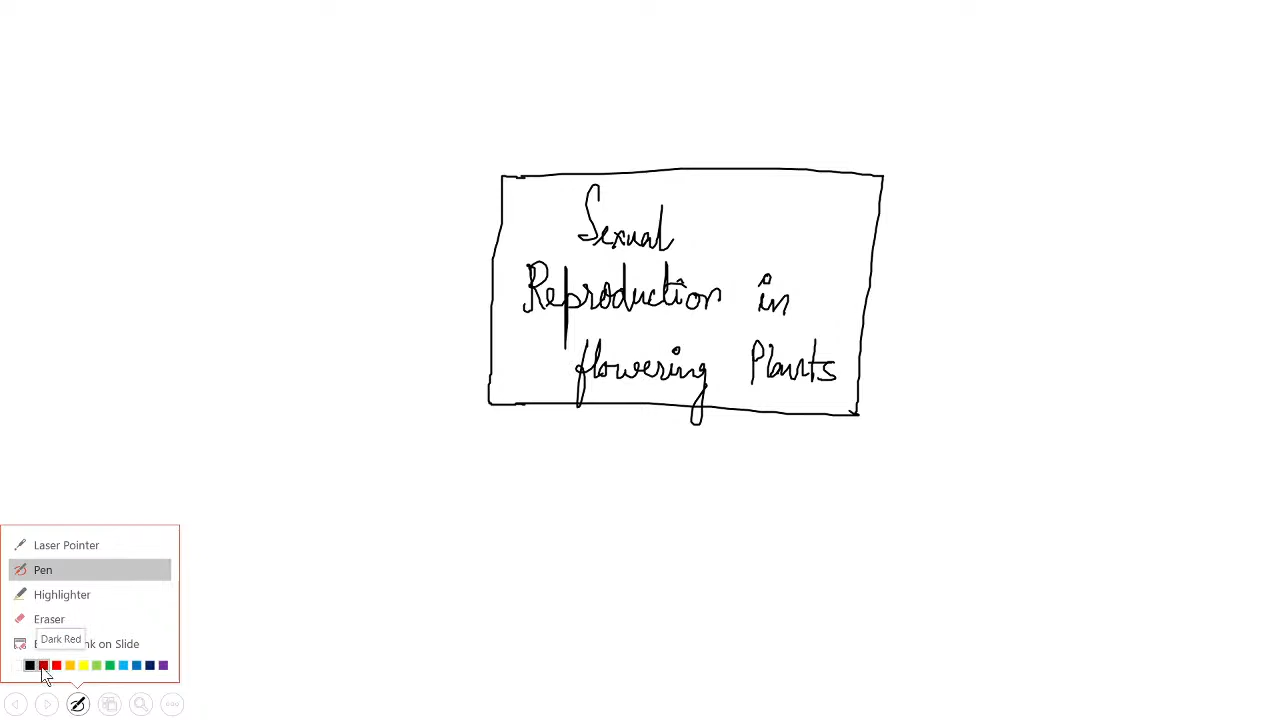 Sexual
Reproduction in
flowering Plants
Laser Pointer
Pen
Highlighter
Eraser
Dark Red
nk on Slide